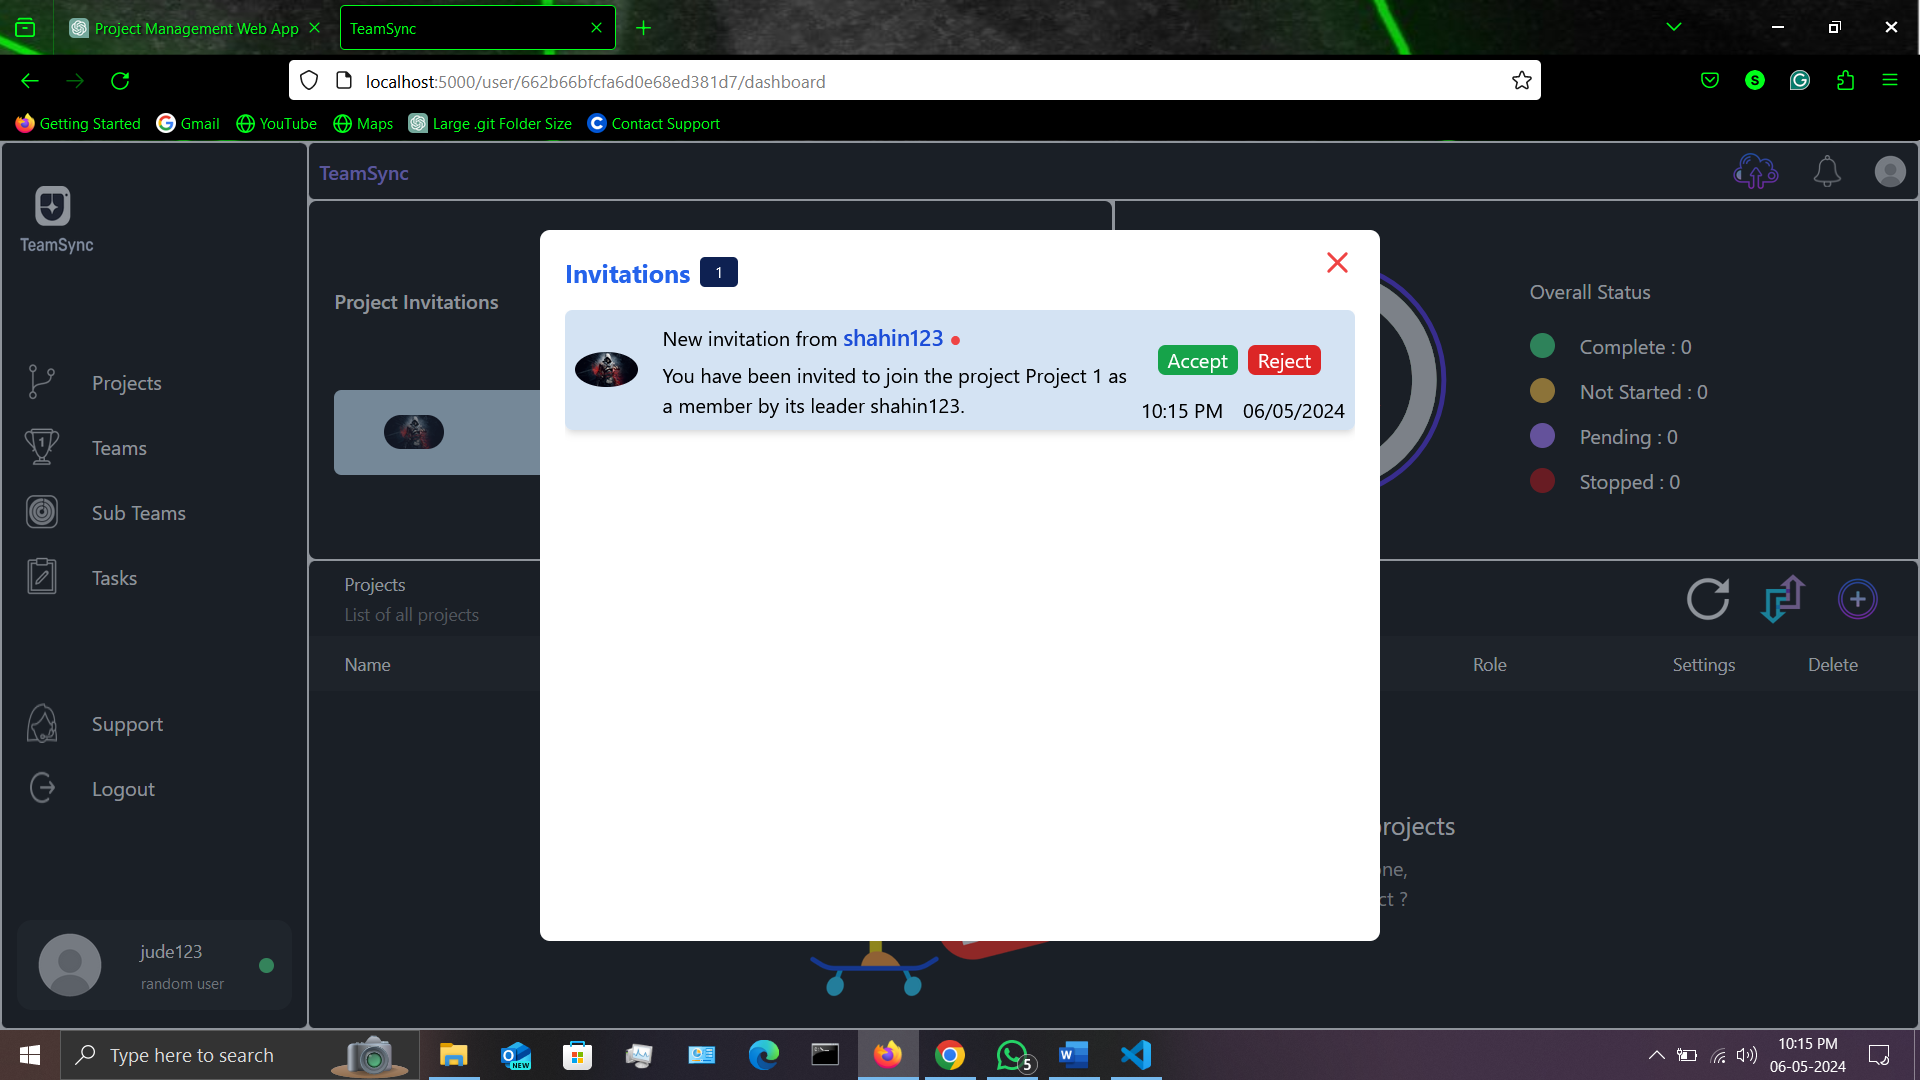 Project Management Web App
TeamSync
localhost:5000/user/662b66bfcfa6d0e68ed381d7/dashboard
Getting Started
Gmail
YouTube
Maps
Large .git Folder Size
Contact Support
TeamSync
Projects
Teams
Sub Teams
Tasks
Support
Logout
jude123
random user
TeamSync
Project Invitations
Invitations 1
New invitation from shahin123
You have been invited to join the project Project 1 as
a member by its leader shahin123.
Accept Reject
10:15 PM 06/05/2024
Overall Status
Complete : 0
Not Started : 0
Pending : 0
Stopped : 0
Projects
List of all projects
Name Role Settings Delete
rojects
ne,
ct ?
Type here to search
NEW
5
10:15 PM
06-05-2024